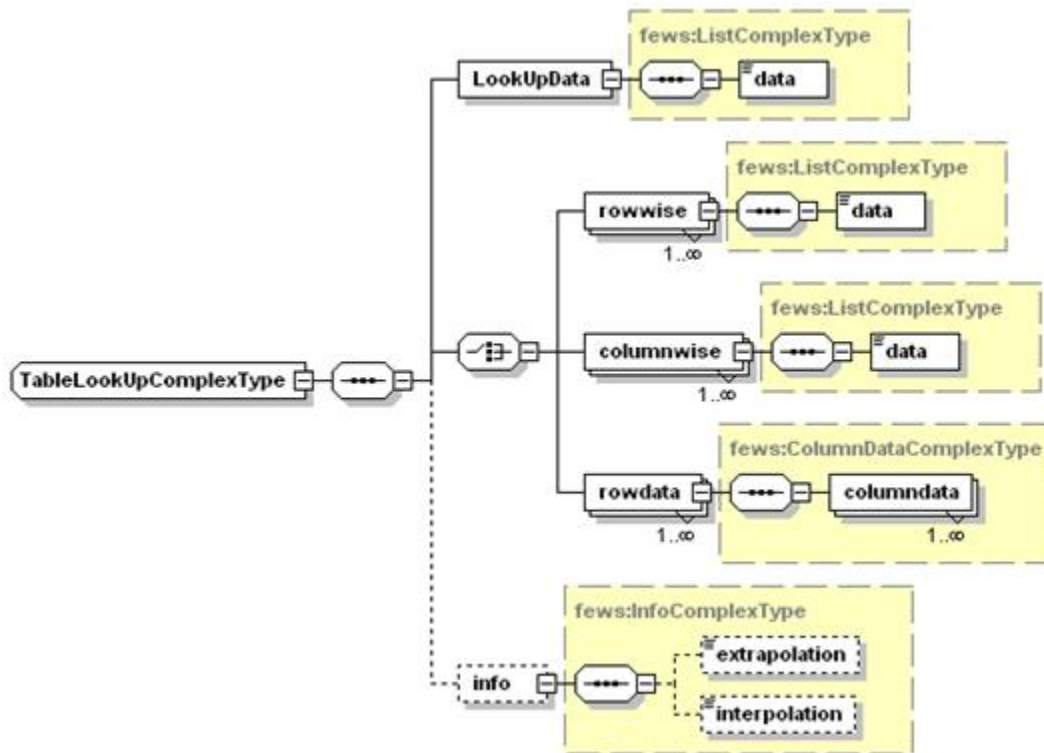 fews:ListComplexType
LookUpData
data
fews:ListComplexType
rowwise
data
1..∞
fews:ListComplexType
columnwise
data
1..∞
TableLookUpComplexType
fews:ColumnDataComplexType
rowdata
columndata
1..∞
1..∞
fews:InfoComplexType
extrapolation
info
interpolation